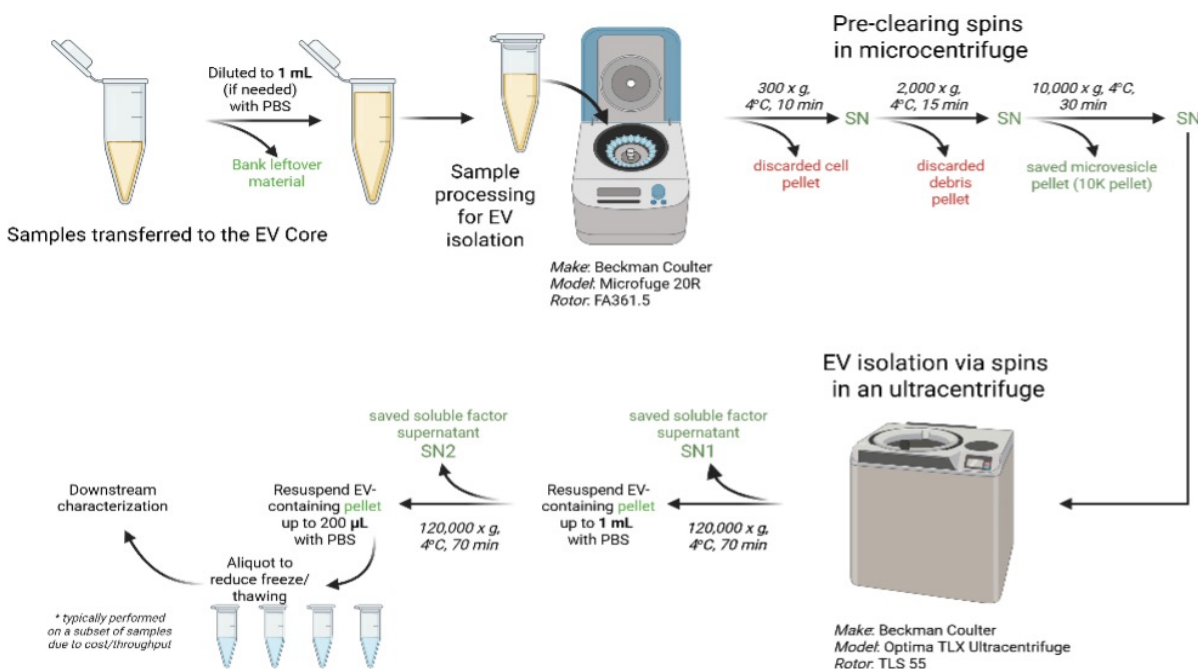 Diluted to 1 mL
(if needed)
with PBS
Bank leftover
material
Samples transferred to the EV Core
Sample
processing
for EV
isolation
Make: Beckman Coulter
Model: Microfuge 20R
Rotor: FA361.5
Pre-clearing spins
in microcentrifuge
300 x g,
4°C, 10 min
SN
discarded cell
pellet
2,000 x g,
4°C, 15 min
SN
discarded
debris
pellet
10,000 x g, 4°C,
30 min
SN
saved microvesicle
pellet (10K pellet)
EV isolation via spins
in an ultracentrifuge
Make: Beckman Coulter
Model: Optima TLX Ultracentrifuge
Rotor: TLS 55
saved soluble factor
supernatant
SN1
120,000 x g,
4°C, 70 min
Resuspend EV-
containing pellet
up to 1 mL
with PBS
saved soluble factor
supernatant
SN2
120,000 x g,
4°C, 70 min
Resuspend EV-
containing pellet
up to 200 µL
with PBS
Aliquot to
reduce freeze/
thawing
Downstream
characterization
* typically performed
on a subset of samples
due to cost/throughput